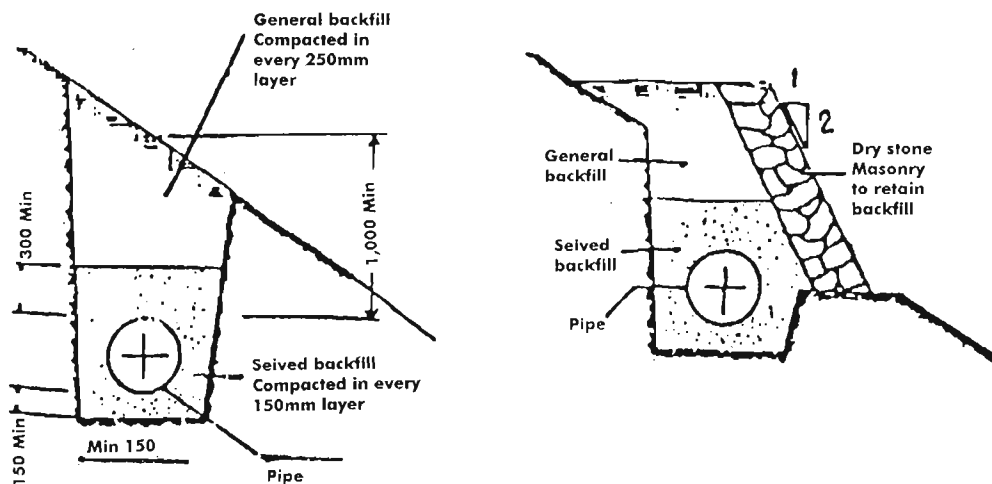 General backfill
Compacted in
every 250mm
layer
300 Min
1,000 Min
Seived backfill
Compacted in every
150mm layer
Min 150
150 Min
Pipe
1
2
General
backfill
Dry stone
Masonry
to retain
backfill
Seived
backfill
Pipe